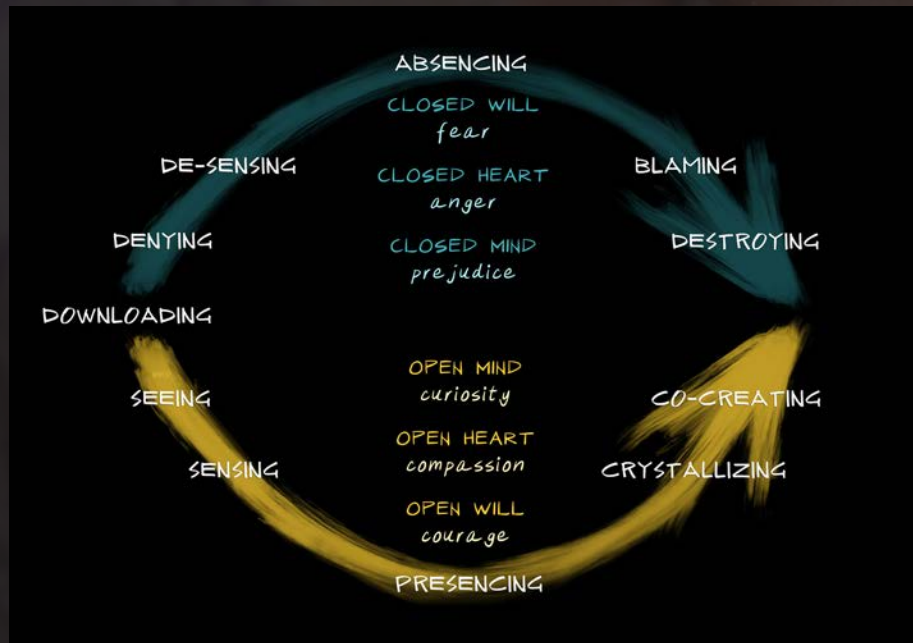 ABSENCING
CLOSED WILL
fear
DE-SENSING
BLAMING
CLOSED HEART
anger
DENYING
DESTROYING
CLOSED MIND
prejudice
DOWNLOADING
OPEN MIND
curiosity
SEEING
CO-CREATING
OPEN HEART
compassion
SENSING
CRYSTALLIZING
OPEN WILL
courage
PRESENCING